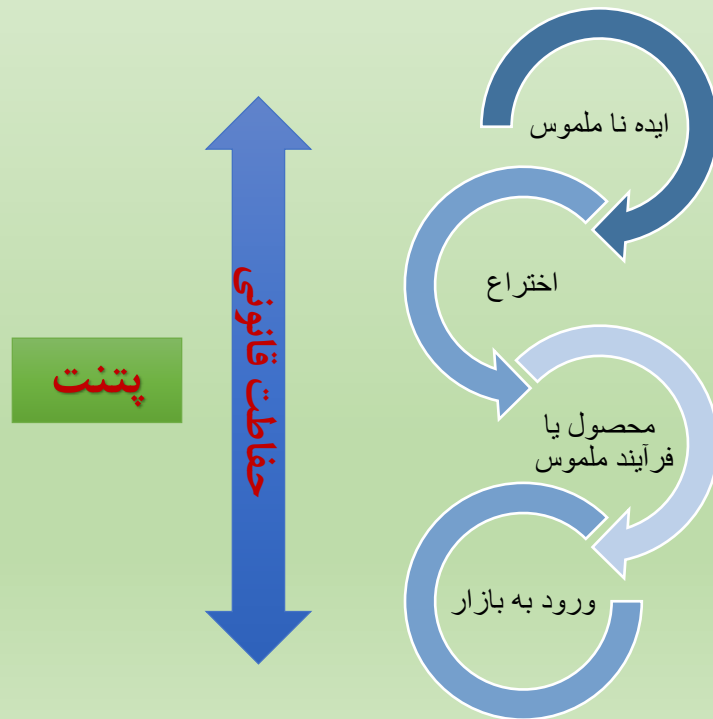 ایده نا ملموس
اختراع
محصول یا
فرآیند ملموس
ورود به بازار
حفاظت قانونی
پتنت